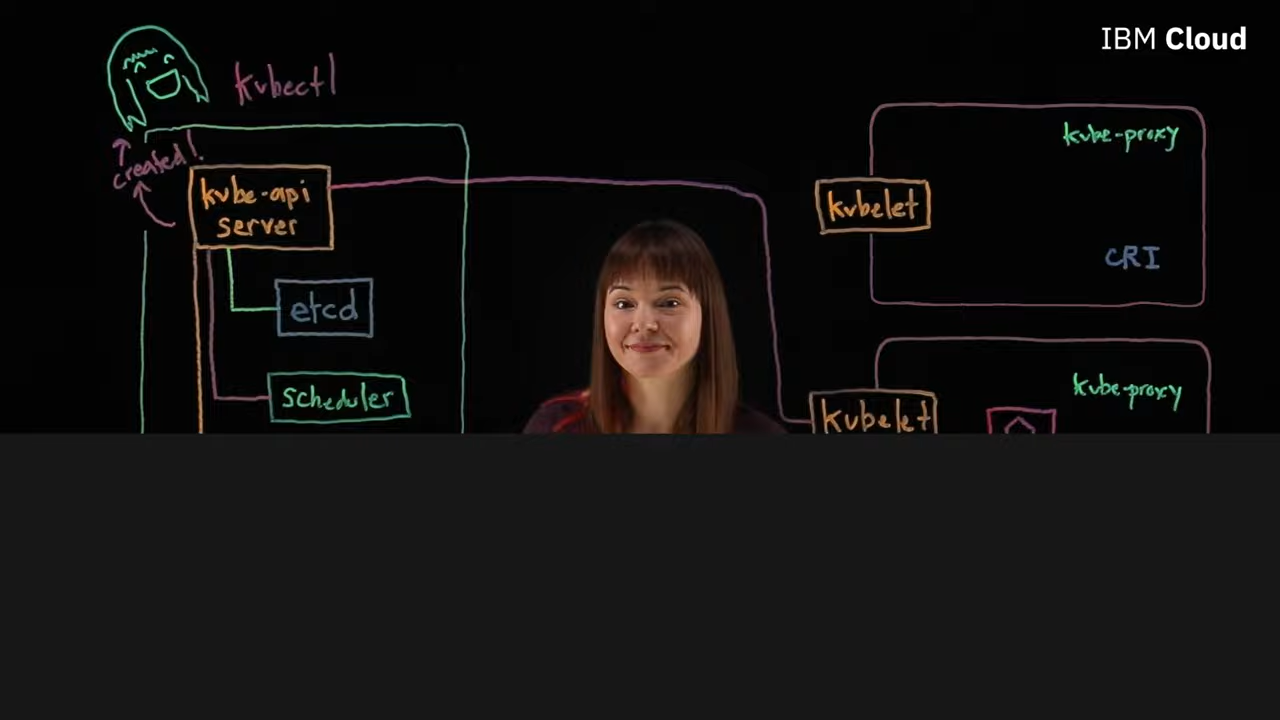 IBM Cloud
kubectl
created!
kube-api
server
etcd
scheduler
kubelet
kube-proxy
CRI
kubelet
kube-proxy